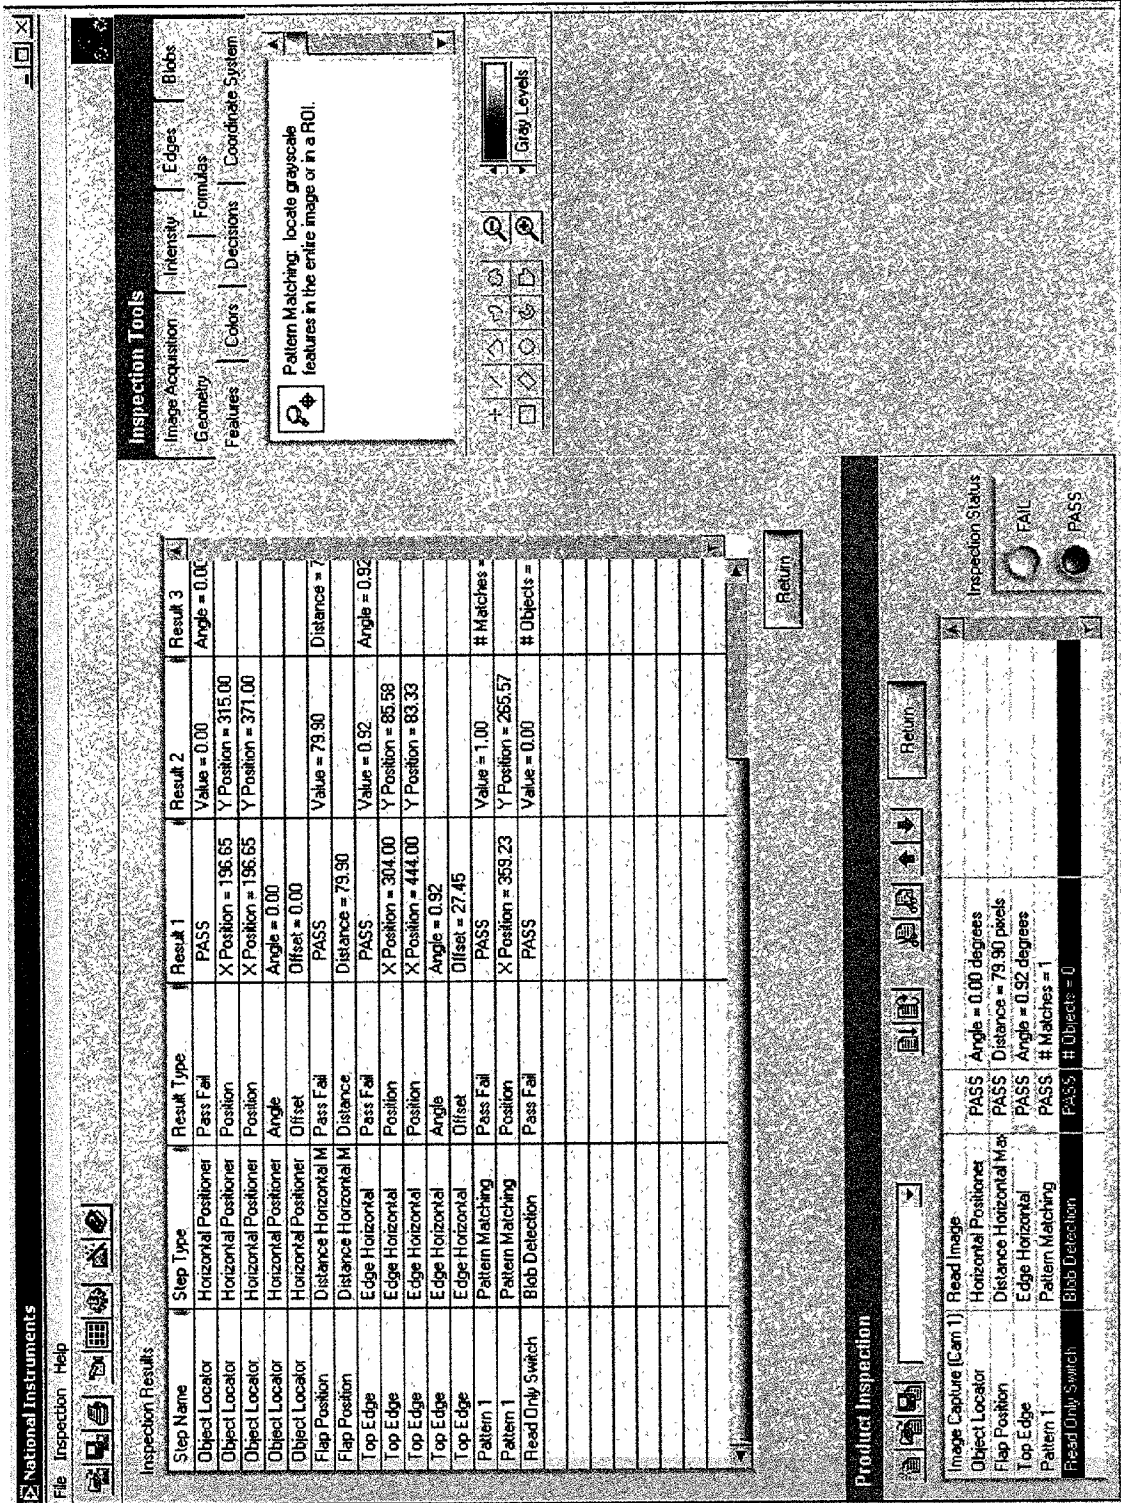 National Instruments
File Inspection Help
Inspection Results
Step Name Step Type Result Type Result 1 Result 2 Result 3
Object Locator Horizontal Positioner Pass Fail PASS Value = 0.00 Angle = 0.00
Object Locator Horizontal Positioner Position X Position = 196.65 Y Position = 315.00
Object Locator Horizontal Positioner Position X Position = 196.65 Y Position = 371.00
Object Locator Horizontal Positioner Angle Angle = 0.00
Object Locator Horizontal Positioner Offset Offset = 0.00
Flap Position Distance Horizontal M Pass Fail PASS Value = 79.90 Distance = 7
Flap Position Distance Horizontal M Distance Distance = 79.90
Top Edge Edge Horizontal Pass Fail PASS Value = 0.92 Angle = 0.92
Top Edge Edge Horizontal Position X Position = 304.00 Y Position = 85.58
Top Edge Edge Horizontal Position X Position = 444.00 Y Position = 83.33
Top Edge Edge Horizontal Angle Angle = 0.92
Top Edge Edge Horizontal Offset Offset = 27.45
Pattern 1 Pattern Matching Pass Fail PASS Value = 1.00 # Matches =
Pattern 1 Pattern Matching Position X Position = 359.23 Y Position = 265.57
Read Only Switch Blob Detection Pass Fail PASS Value = 0.00 # Objects =
Return
Inspection Tools
Image Acquisition Intensity Edges Blobs
Geometry Formulas
Features Colors Decisions Coordinate System
Pattern Matching: locate grayscale
features in the entire image or in a ROI.
Gray Levels
Product Inspection
Return
Image Capture (Cam 1) Read Image
Object Locator Horizontal Positioner PASS Angle = 0.00 degrees
Flap Position Distance Horizontal Max PASS Distance = 79.90 pixels
Top Edge Edge Horizontal PASS Angle = 0.92 degrees
Pattern 1 Pattern Matching PASS # Matches = 1
Read Only Switch Blob Detection PASS # Objects = 0
Inspection Status
FAIL
PASS